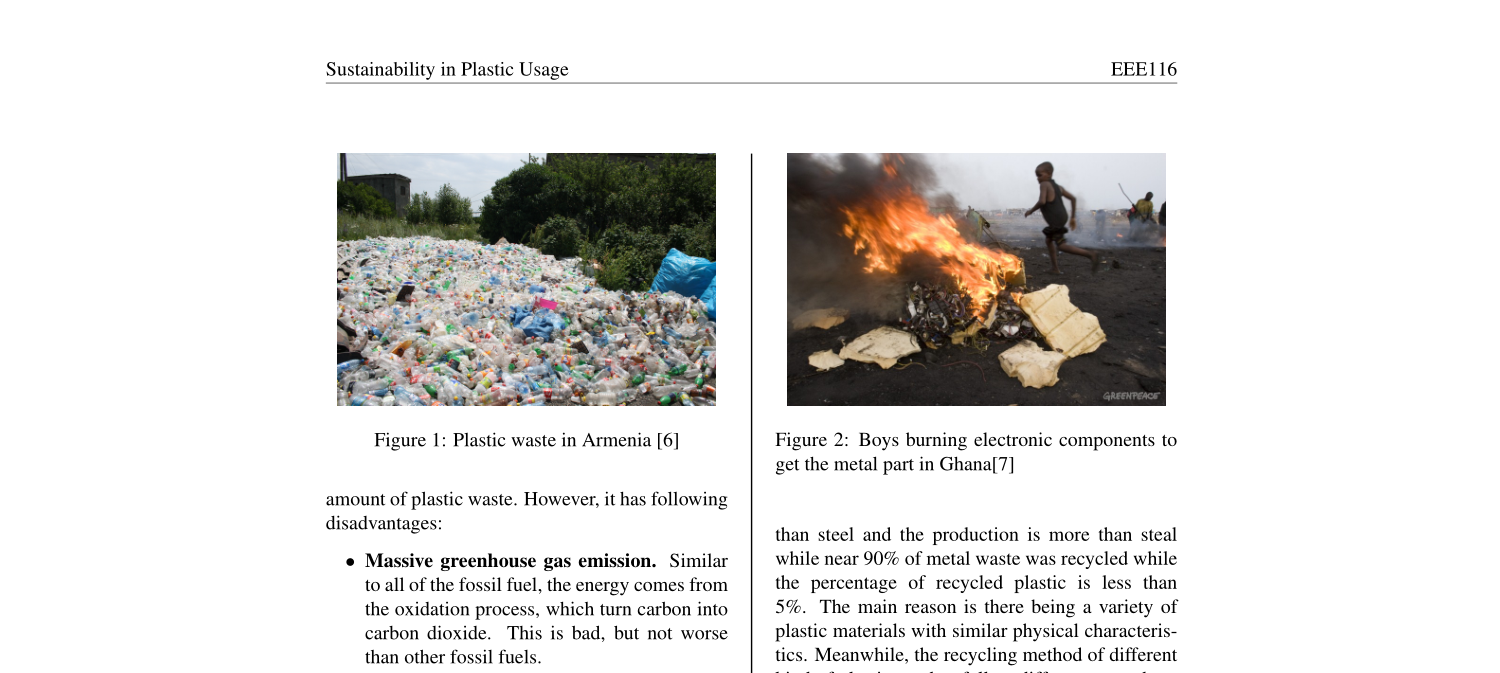 Sustainability in Plastic Usage
EEE116
Figure 1: Plastic waste in Armenia [6]
amount of plastic waste. However, it has following
disadvantages:
• Massive greenhouse gas emission. Similar
to all of the fossil fuel, the energy comes from
the oxidation process, which turn carbon into
carbon dioxide. This is bad, but not worse
than other fossil fuels.
GREENPEACE
Figure 2: Boys burning electronic components to
get the metal part in Ghana[7]
than steel and the production is more than steal
while near 90% of metal waste was recycled while
the percentage of recycled plastic is less than
5%. The main reason is there being a variety of
plastic materials with similar physical characteris-
tics. Meanwhile, the recycling method of different